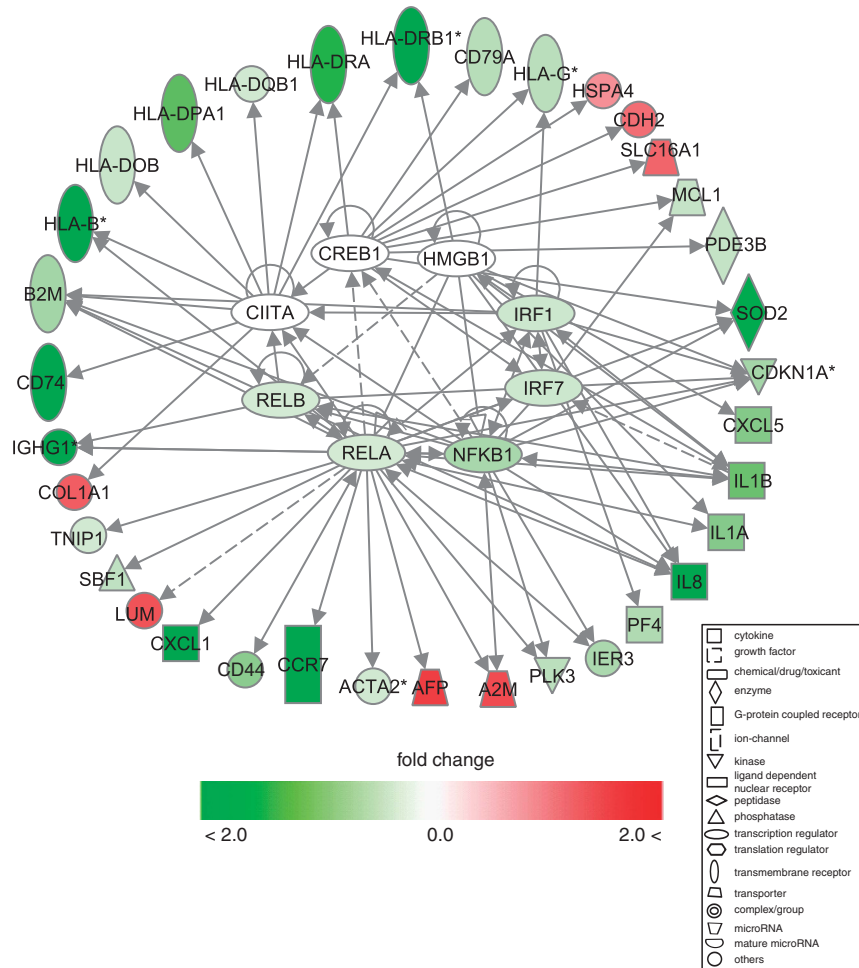 HLA-DRB1*
CD79A
HLA-DRA
HLA-G*
HLA-DQB1
HSPA4
HLA-DPA1
CDH2
SLC16A1
HLA-DOB
MCL1
HLA-B*
PDE3B
CREB1
HMGB1
B2M
CIITA
IRF1
SOD2
CD74
IRF7
CDKN1A*
RELB
CXCL5
IGHG1*
RELA
NFKB1
COL1A1
IL1B
TNIP1
IL1A
SBF1
IL8
LUM
CXCL1
PF4
CD44
CCR7
IER3
ACTA2*
AFP
A2M
PLK3
fold change
< 2.0
0.0
2.0 <
cytokine
growth factor
chemical/drug/toxicant
enzyme
G-protein coupled receptor
ion-channel
kinase
ligand dependent
nuclear receptor
peptidase
phosphatase
transcription regulator
translation regulator
transmembrane receptor
transporter
complex/group
microRNA
mature microRNA
others